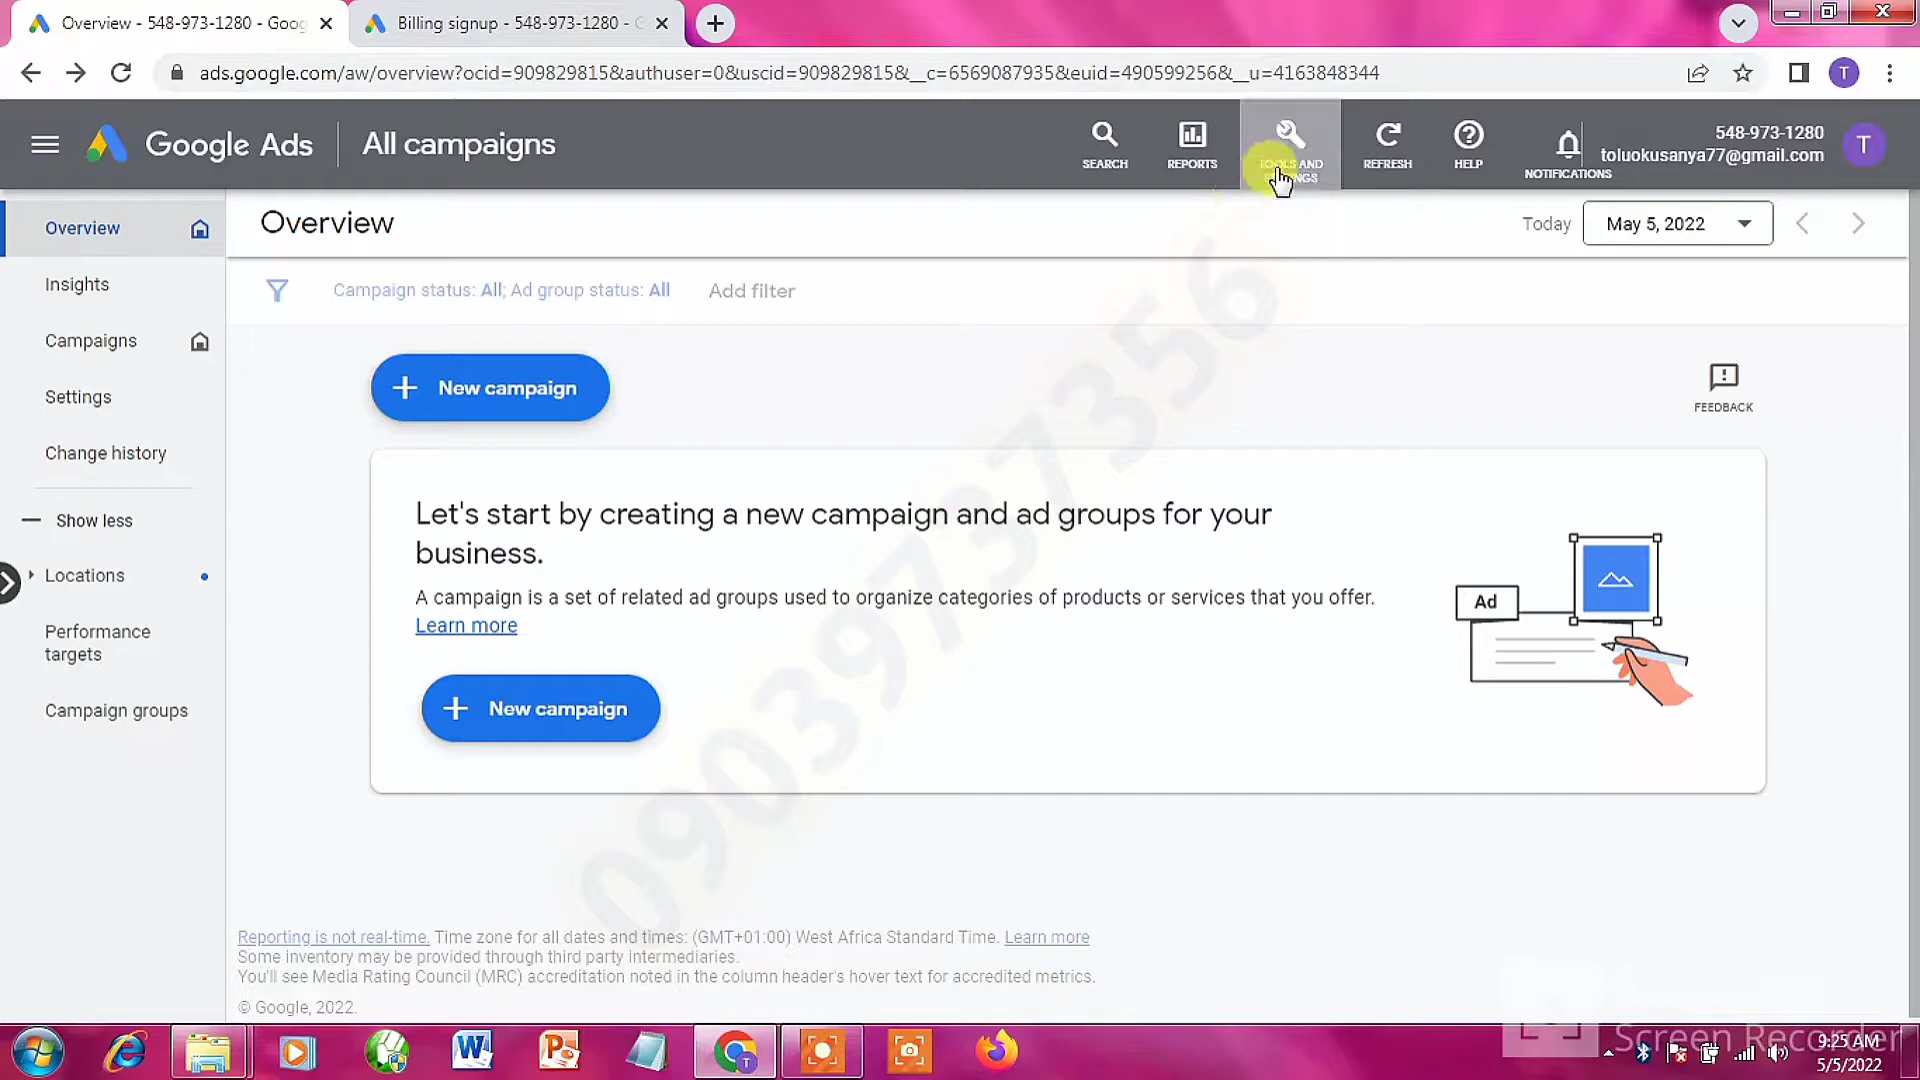 Overview - 548-973-1280 - Goog
Billing signup - 548-973-1280 - G
ads.google.com/aw/overview?ocid=909829815&authuser=0&uscid=909829815&__c=6569087935&euid=490599256&__u=4163848344
T
Google Ads
All campaigns
SEARCH
REPORTS
TOOLS AND
SETTINGS
REFRESH
HELP
NOTIFICATIONS
548-973-1280
toluokusanya77@gmail.com
T
Overview
Insights
Campaigns
Settings
Change history
Show less
Locations
Performance
targets
Campaign groups
Overview
Today
May 5, 2022
Campaign status: All; Ad group status: All
Add filter
New campaign
FEEDBACK
Let's start by creating a new campaign and ad groups for your
business.
A campaign is a set of related ad groups used to organize categories of products or services that you offer.
Learn more
New campaign
Ad
09039737356
Reporting is not real-time. Time zone for all dates and times: (GMT+01:00) West Africa Standard Time. Learn more
Some inventory may be provided through third party intermediaries.
You'll see Media Rating Council (MRC) accreditation noted in the column header's hover text for accredited metrics.
© Google, 2022.
Screen Recorder
9:25 AM
5/5/2022